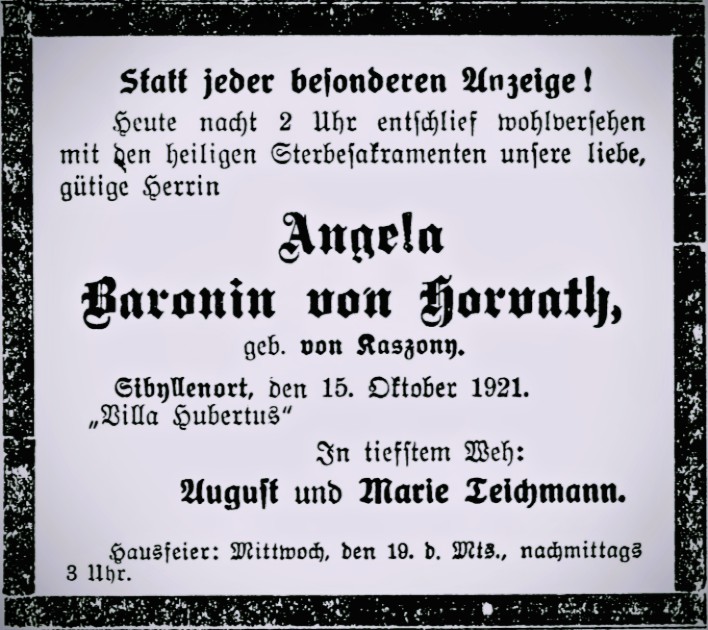 Statt jeder besonderen Anzeige!
Heute nacht 2 Uhr entschlief wohlversehen
mit den heiligen Sterbesakramenten unsere liebe,
gütige Herrin
Angela
Baronin von Horvath,
geb. von Kaszony.
Sibyllenort, den 15. Oktober 1921.
„Villa Hubertus“
In tiefstem Weh:
August und Marie Teichmann.
Hausfeier: Mittwoch, den 19. d. Mts., nachmittags
3 Uhr.